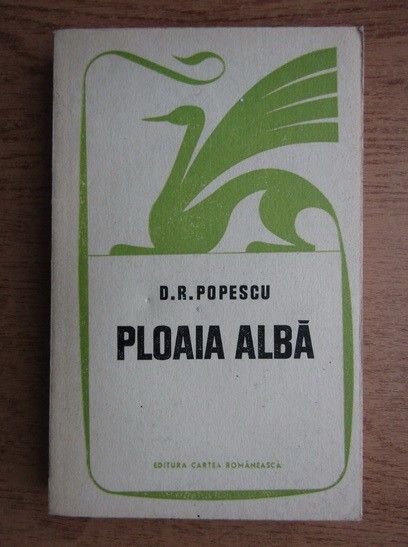 D.R.POPESCU
PLOAIA ALBĂ
EDITURA CARTEA ROMÂNEASCĂ